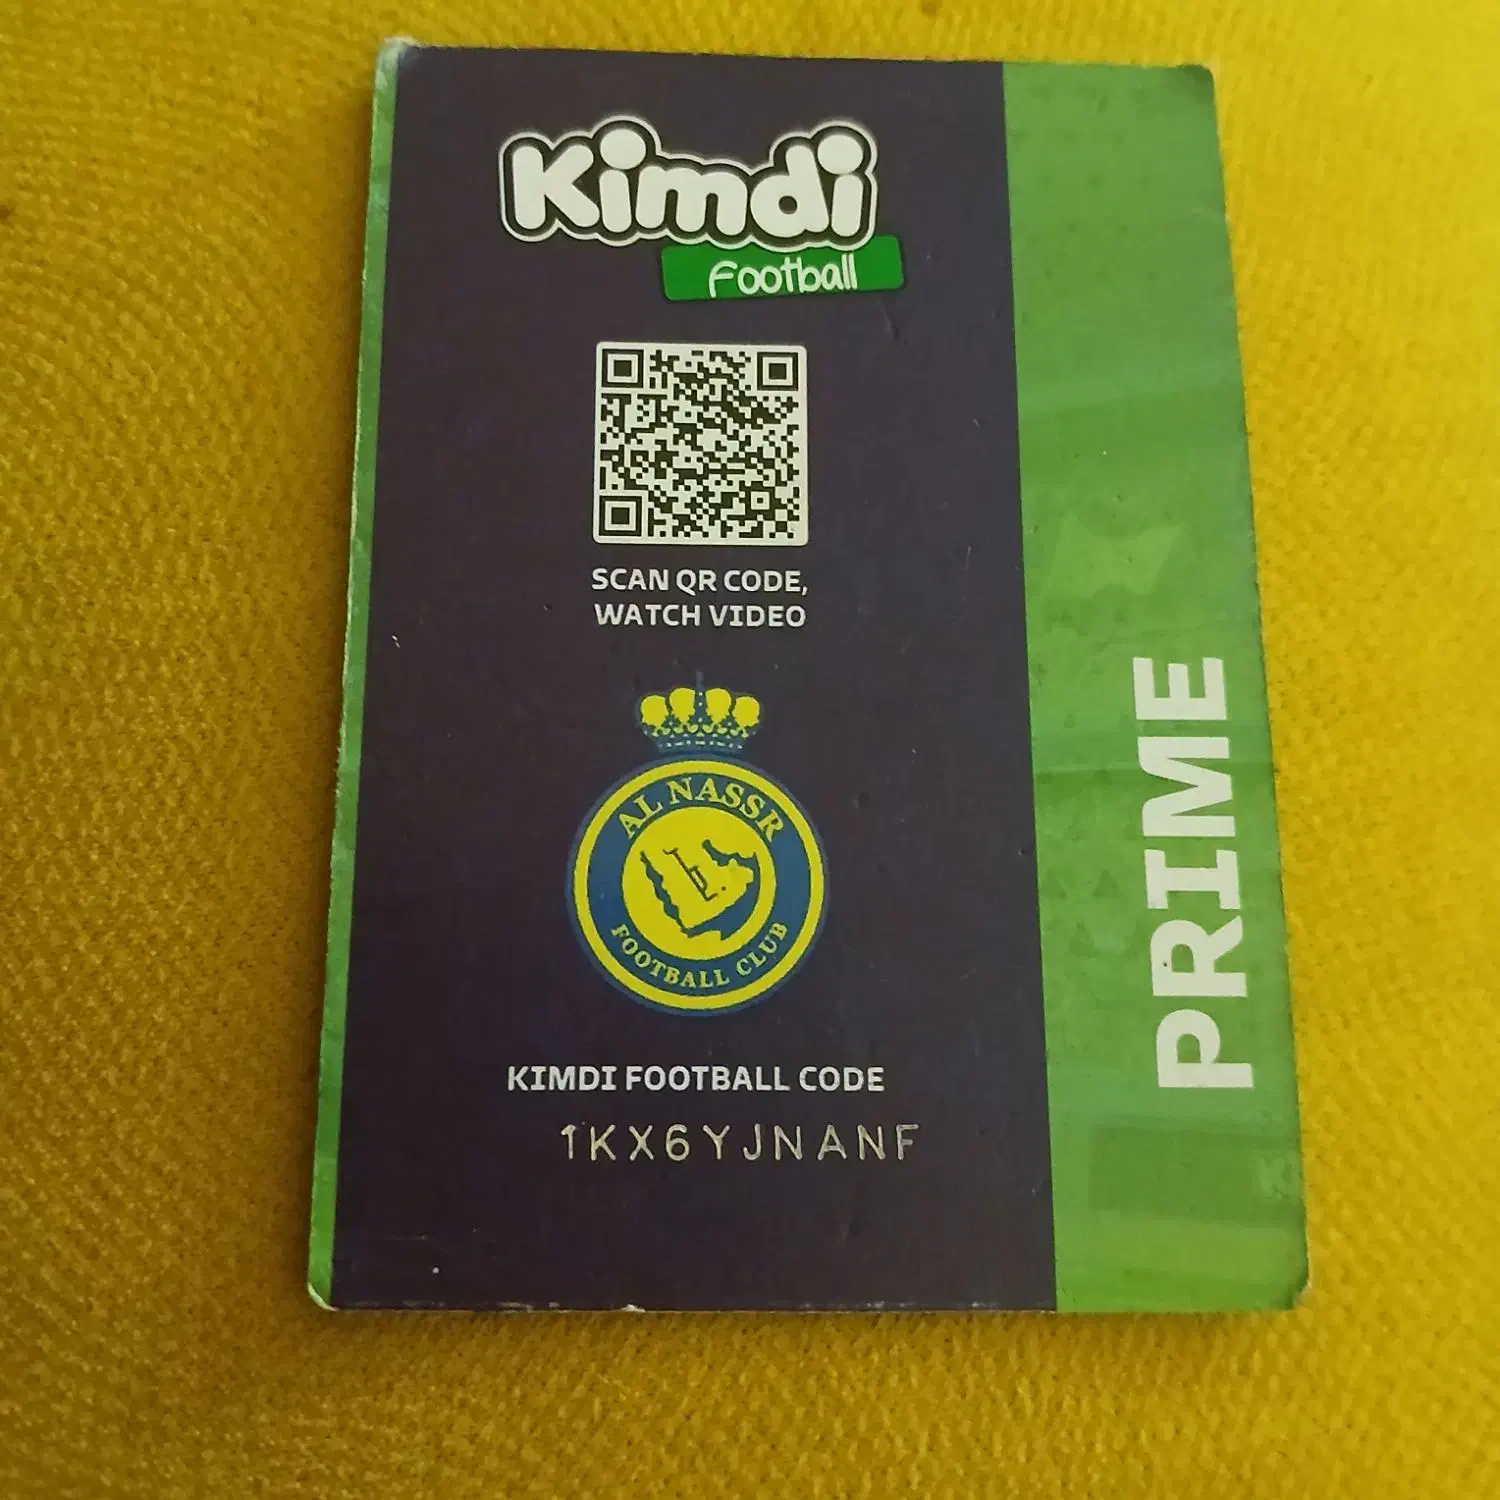 Kimdi
Football
SCAN QR CODE,
WATCH VIDEO
AL NASSR
FOOTBALL CLUB
KIMDI FOOTBALL CODE
1KX6YJNANF
PRIME